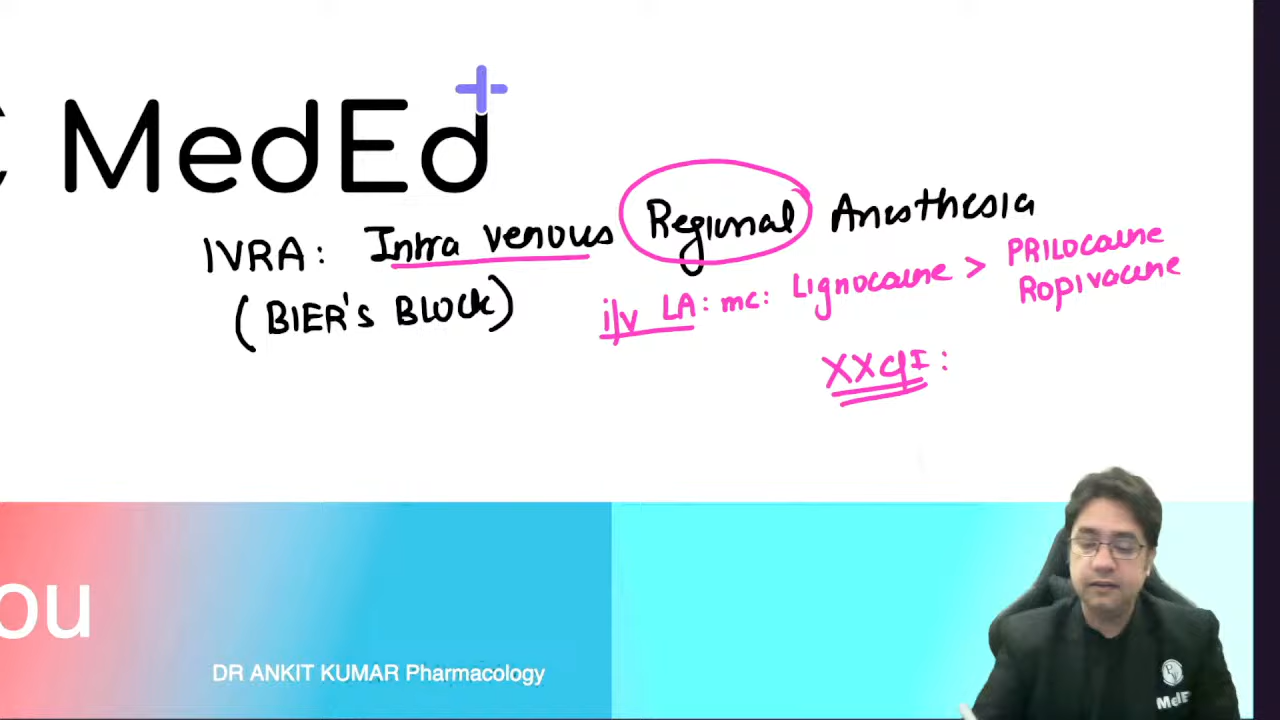 MedEd
IVRA: Intra venous Regional Anesthesia
(BIER's BLOCK)
i/v LA: mc: Lignocaine > PRILOCAINE
Ropivacaine
XXCI:
ou
DR ANKIT KUMAR Pharmacology
MedE